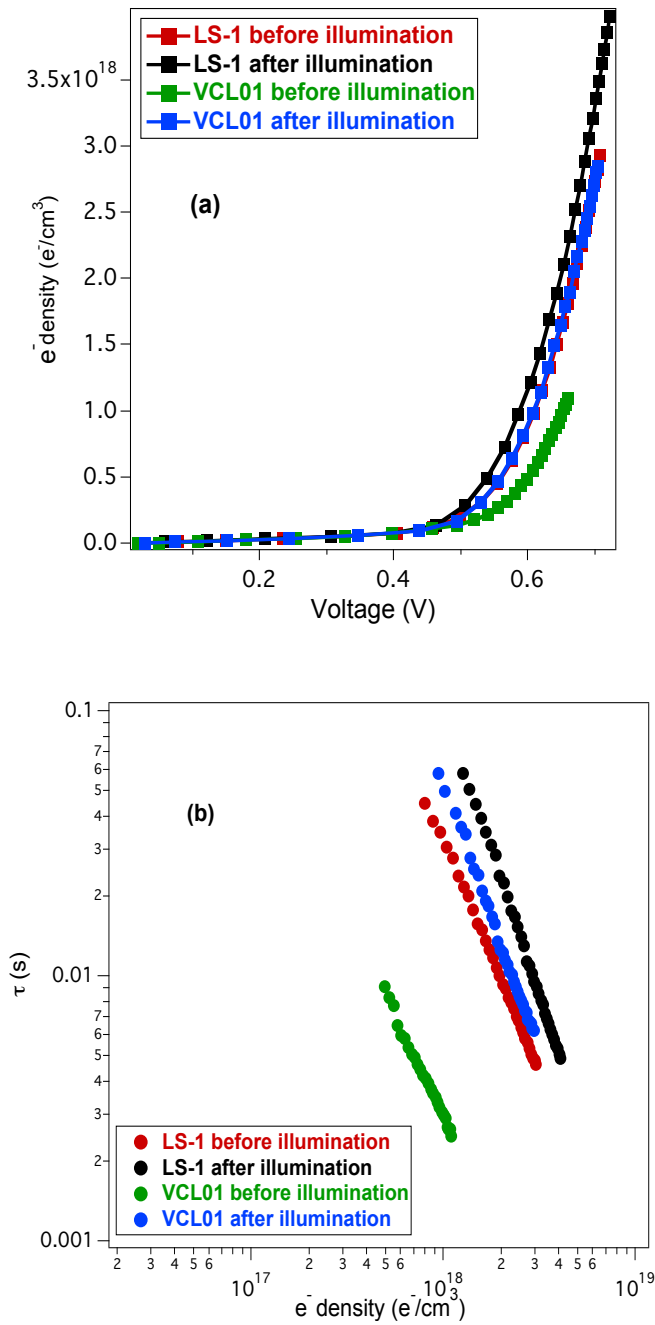 LS-1 before illumination
LS-1 after illumination
VCL01 before illumination
VCL01 after illumination
(a)
3.5x10¹⁸
3.0
2.5
2.0
1.5
1.0
0.5
0.0
e⁻ density (e⁻/cm³)
0.2 0.4 0.6
Voltage (V)
(b)
0.1
7
6
5
4
3
2
0.01
7
6
5
4
3
2
0.001
τ (s)
LS-1 before illumination
LS-1 after illumination
VCL01 before illumination
VCL01 after illumination
2 3 4 5 6 8 2 3 4 5 6 8 2 3 4 5 6 8
10¹⁷ 10¹⁸ 10¹⁹
e⁻ density (e⁻/cm³)